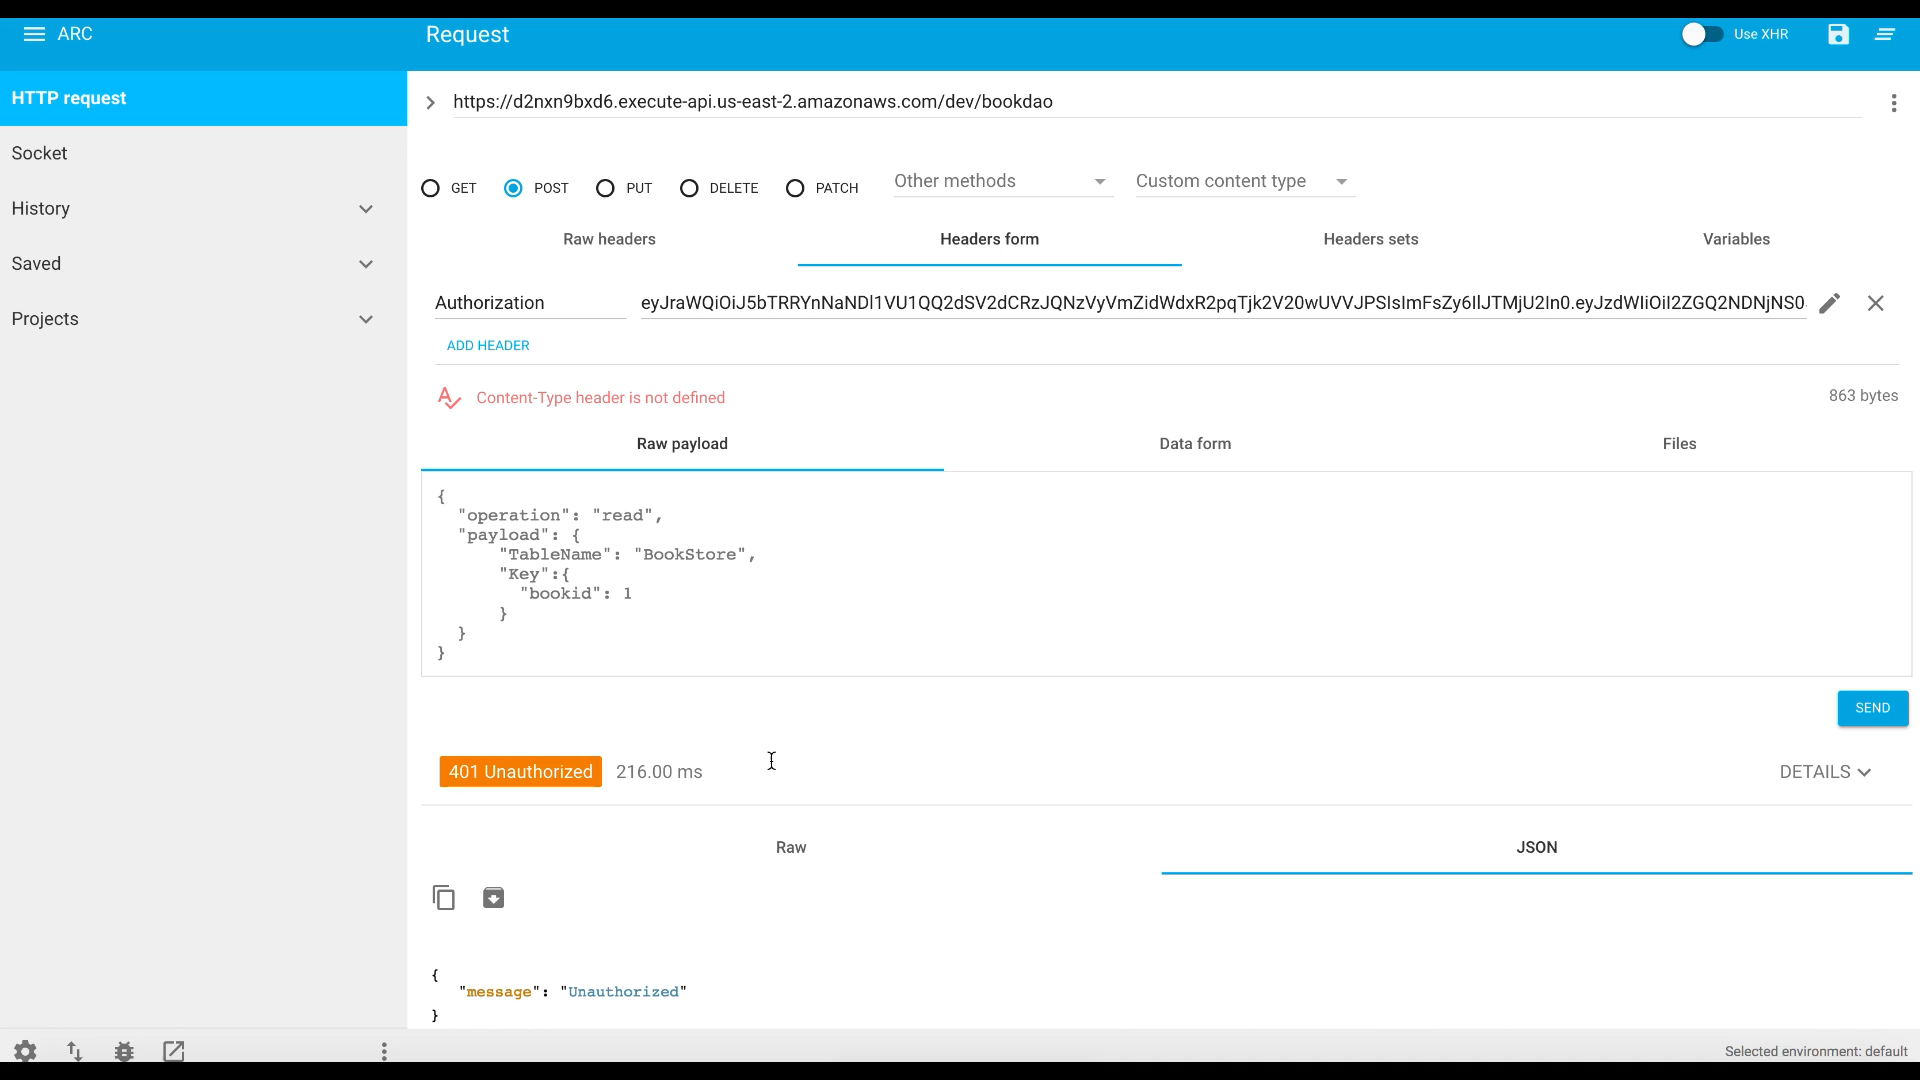 ARC
Request
Use XHR
HTTP request
https://d2nxn9bxd6.execute-api.us-east-2.amazonaws.com/dev/bookdao
Socket
GET POST PUT DELETE PATCH Other methods Custom content type
History
Raw headers Headers form Headers sets Variables
Saved
Authorization
Projects
ADD HEADER
Content-Type header is not defined
863 bytes
Raw payload Data form Files
{
"operation": "read",
"payload": {
"TableName": "BookStore",
"Key":{
"bookid": 1
}
}
}
SEND
401 Unauthorized 216.00 ms
DETAILS
Raw JSON
{
"message": "Unauthorized"
}
Selected environment: default